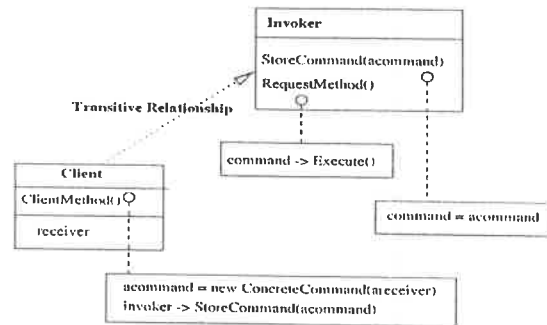 Invoker
StoreCommand(acommand)
RequestMethod()
Transitive Relationship
command -> Execute()
Client
ClientMethod()
receiver
command = acommand
acommand = new ConcreteCommand(areceiver)
invoker -> StoreCommand(acommand)